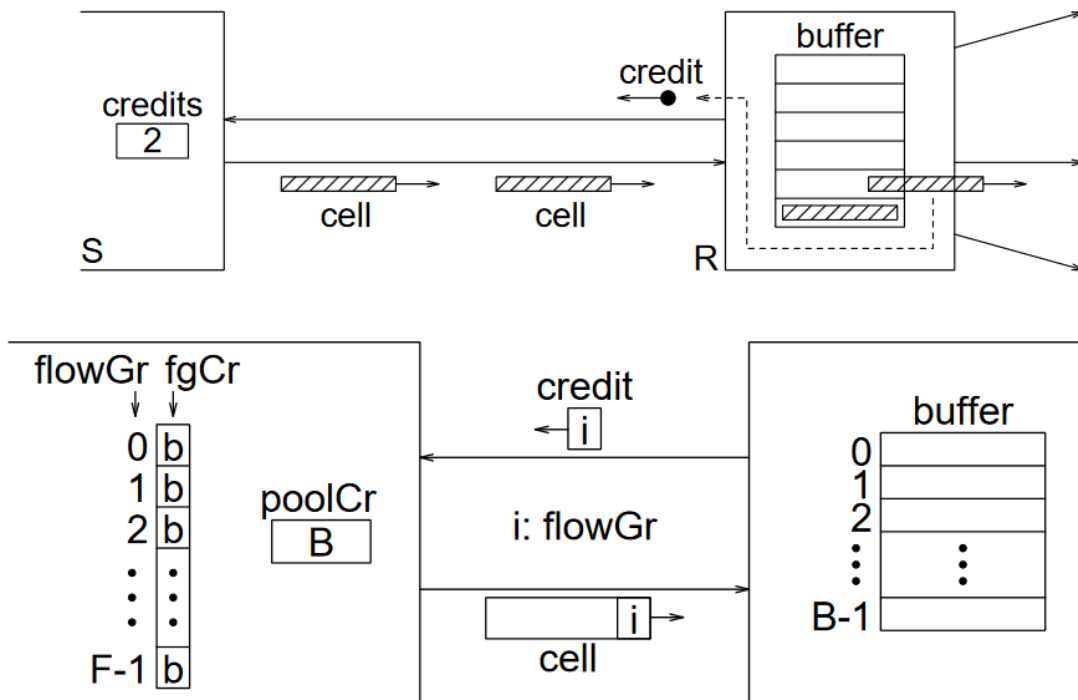 buffer
credit
credits
2
cell
cell
S
R
flowGr fgCr
credit
i
buffer
0 b
0
1 b
1
poolCr
2 b
B
i: flowGr
2
i
B-1
cell
F-1 b